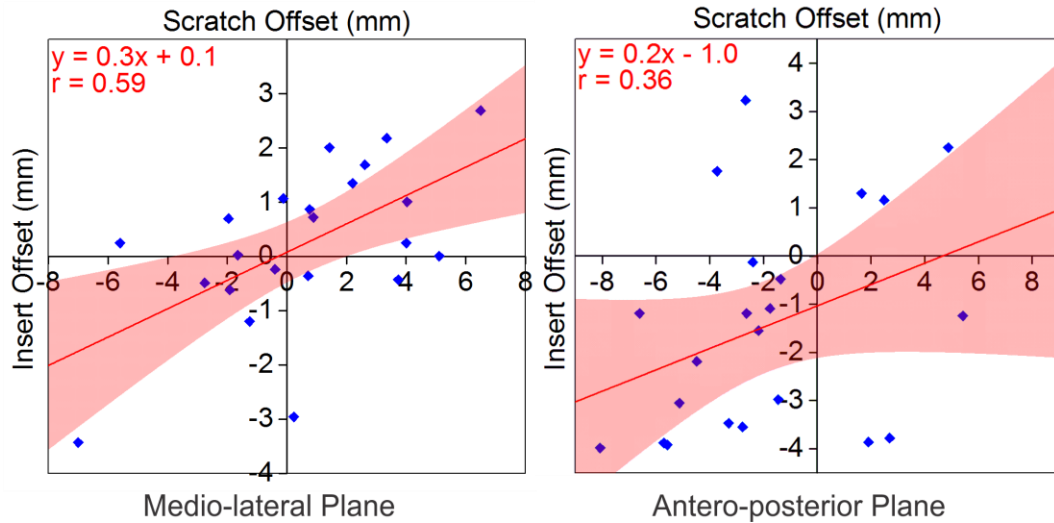 Scratch Offset (mm)
y = 0.3x + 0.1
r = 0.59
Insert Offset (mm)
3
2
1
0
-1
-2
-3
-4
-8 -6 -4 -2 0 2 4 6 8
Medio-lateral Plane
Scratch Offset (mm)
y = 0.2x - 1.0
r = 0.36
Insert Offset (mm)
4
3
2
1
0
-1
-2
-3
-4
-8 -6 -4 -2 0 2 4 6 8
Antero-posterior Plane